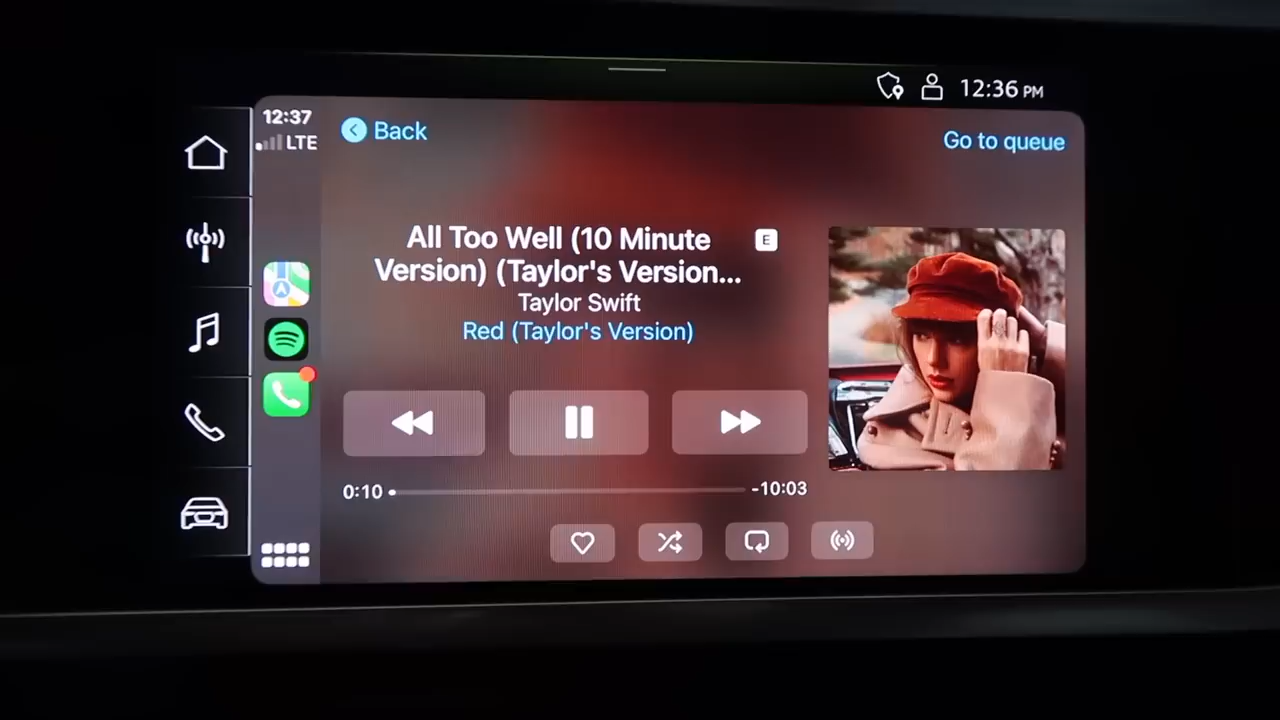 12:36 PM
12:37
LTE
Back
Go to queue
All Too Well (10 Minute
E
Version) (Taylor's Version...
Taylor Swift
Red (Taylor's Version)
0:10
-10:03